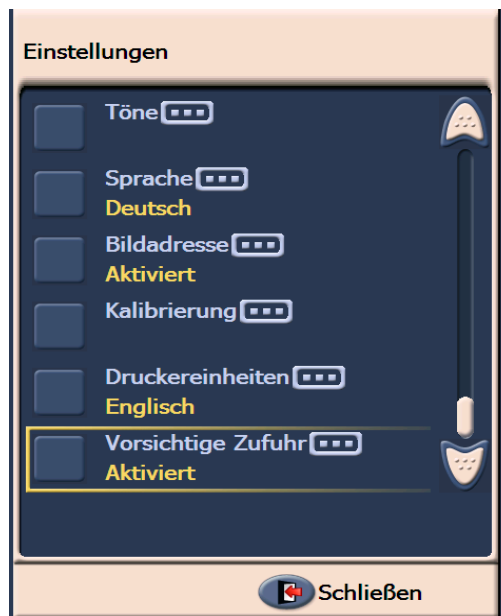 Einstellungen
Töne
Sprache
Deutsch
Bildadresse
Aktiviert
Kalibrierung
Druckereinheiten
Englisch
Vorsichtige Zufuhr
Aktiviert
Schließen